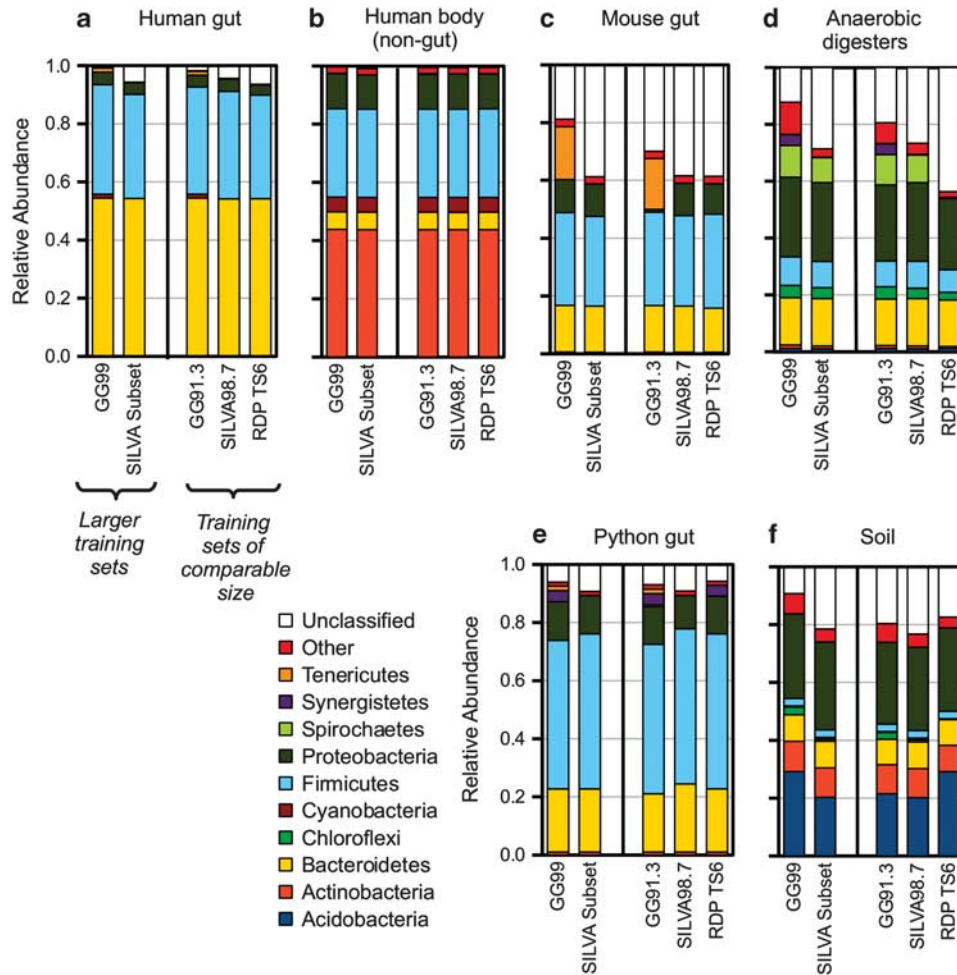 a Human gut
b Human body
(non-gut)
c Mouse gut
d Anaerobic
digesters
Relative Abundance
1.0
0.8
0.6
0.4
0.2
0.0
GG99
SILVA Subset
GG91.3
SILVA98.7
RDP TS6
GG99
SILVA Subset
GG91.3
SILVA98.7
RDP TS6
GG99
SILVA Subset
GG91.3
SILVA98.7
RDP TS6
GG99
SILVA Subset
GG91.3
SILVA98.7
RDP TS6
Larger
training
sets
Training
sets of
comparable
size
Unclassified
Other
Tenericutes
Synergistetes
Spirochaetes
Proteobacteria
Firmicutes
Cyanobacteria
Chloroflexi
Bacteroidetes
Actinobacteria
Acidobacteria
e Python gut
f Soil
Relative Abundance
1.0
0.8
0.6
0.4
0.2
0.0
GG99
SILVA Subset
GG91.3
SILVA98.7
RDP TS6
GG99
SILVA Subset
GG91.3
SILVA98.7
RDP TS6